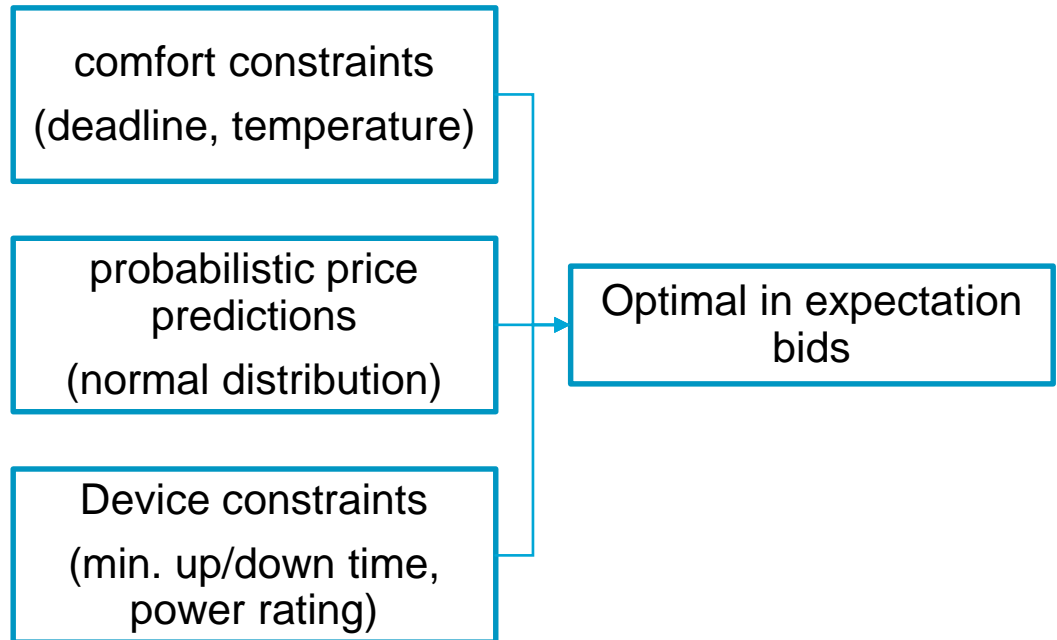 comfort constraints
(deadline, temperature)
probabilistic price
predictions
(normal distribution)
Device constraints
(min. up/down time,
power rating)
Optimal in expectation
bids